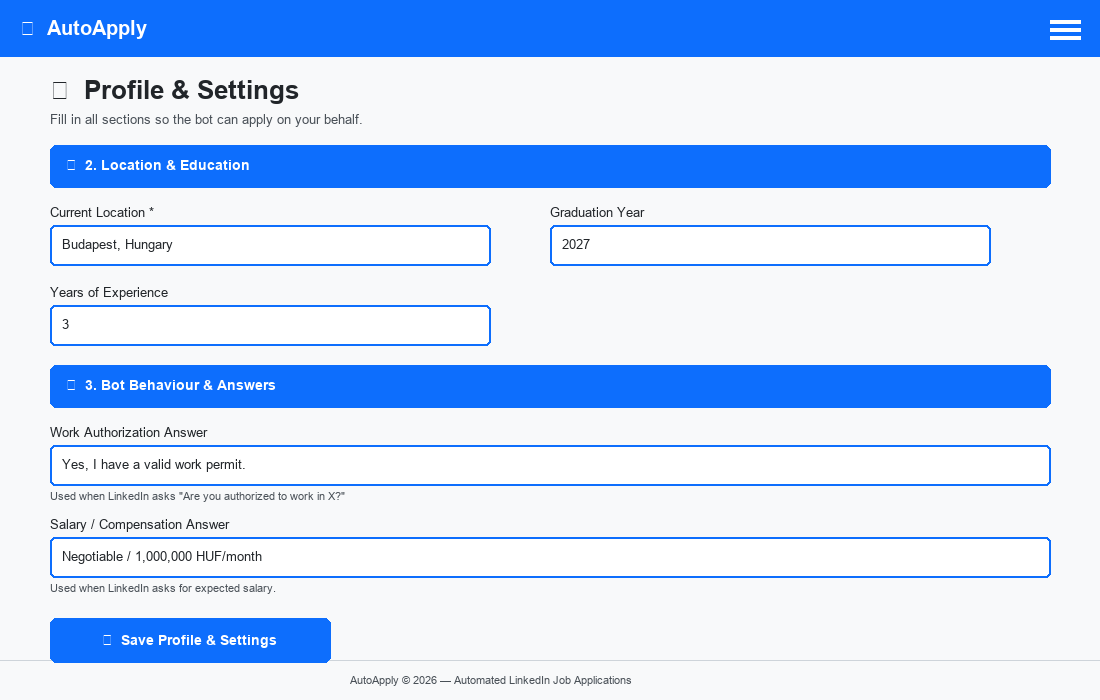 AutoApply
Profile & Settings
Fill in all sections so the bot can apply on your behalf.
2. Location & Education
Current Location *
Graduation Year
Budapest, Hungary
2027
Years of Experience
3
3. Bot Behaviour & Answers
Work Authorization Answer
Yes, I have a valid work permit.
Used when LinkedIn asks "Are you authorized to work in X?"
Salary / Compensation Answer
Negotiable / 1,000,000 HUF/month
Used when LinkedIn asks for expected salary.
Save Profile & Settings
AutoApply © 2026 — Automated LinkedIn Job Applications